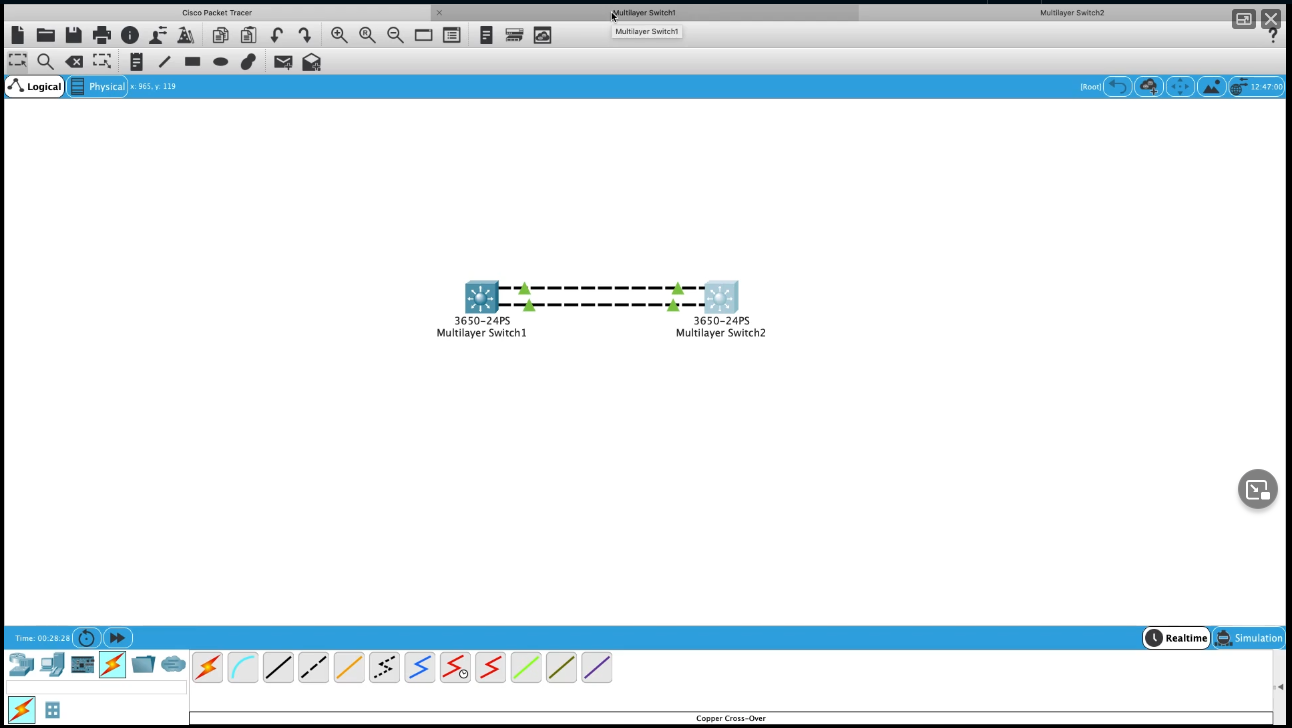 Cisco Packet Tracer
Multilayer Switch1
Multilayer Switch2
Multilayer Switch1
?
Logical
Physical
x: 965, y: 119
[Root]
12:47:00
3650-24PS
Multilayer Switch1
3650-24PS
Multilayer Switch2
Time: 00:28:28
Realtime
Simulation
Copper Cross-Over